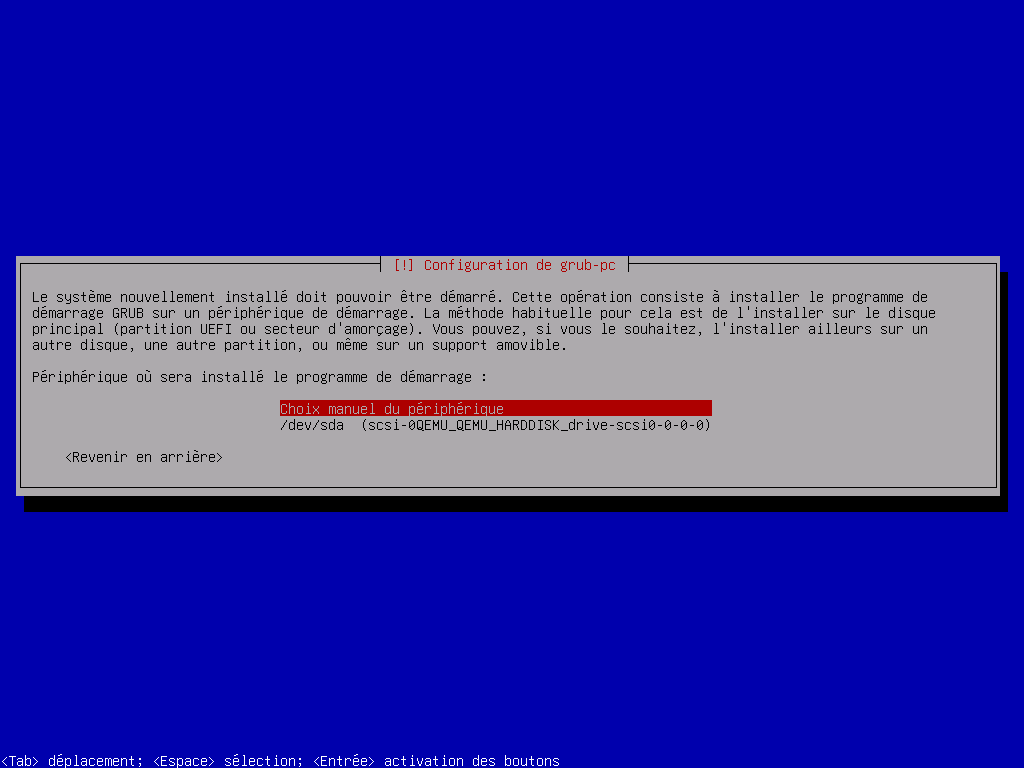 [!] Configuration de grub-pc
Le système nouvellement installé doit pouvoir être démarré. Cette opération consiste à installer le programme de
démarrage GRUB sur un périphérique de démarrage. La méthode habituelle pour cela est de l'installer sur le disque
principal (partition UEFI ou secteur d'amorçage). Vous pouvez, si vous le souhaitez, l'installer ailleurs sur un
autre disque, une autre partition, ou même sur un support amovible.
Périphérique où sera installé le programme de démarrage :
Choix manuel du périphérique
/dev/sda  (scsi-0QEMU_QEMU_HARDDISK_drive-scsi0-0-0-0)
<Revenir en arrière>
<Tab> déplacement; <Espace> sélection; <Entrée> activation des boutons